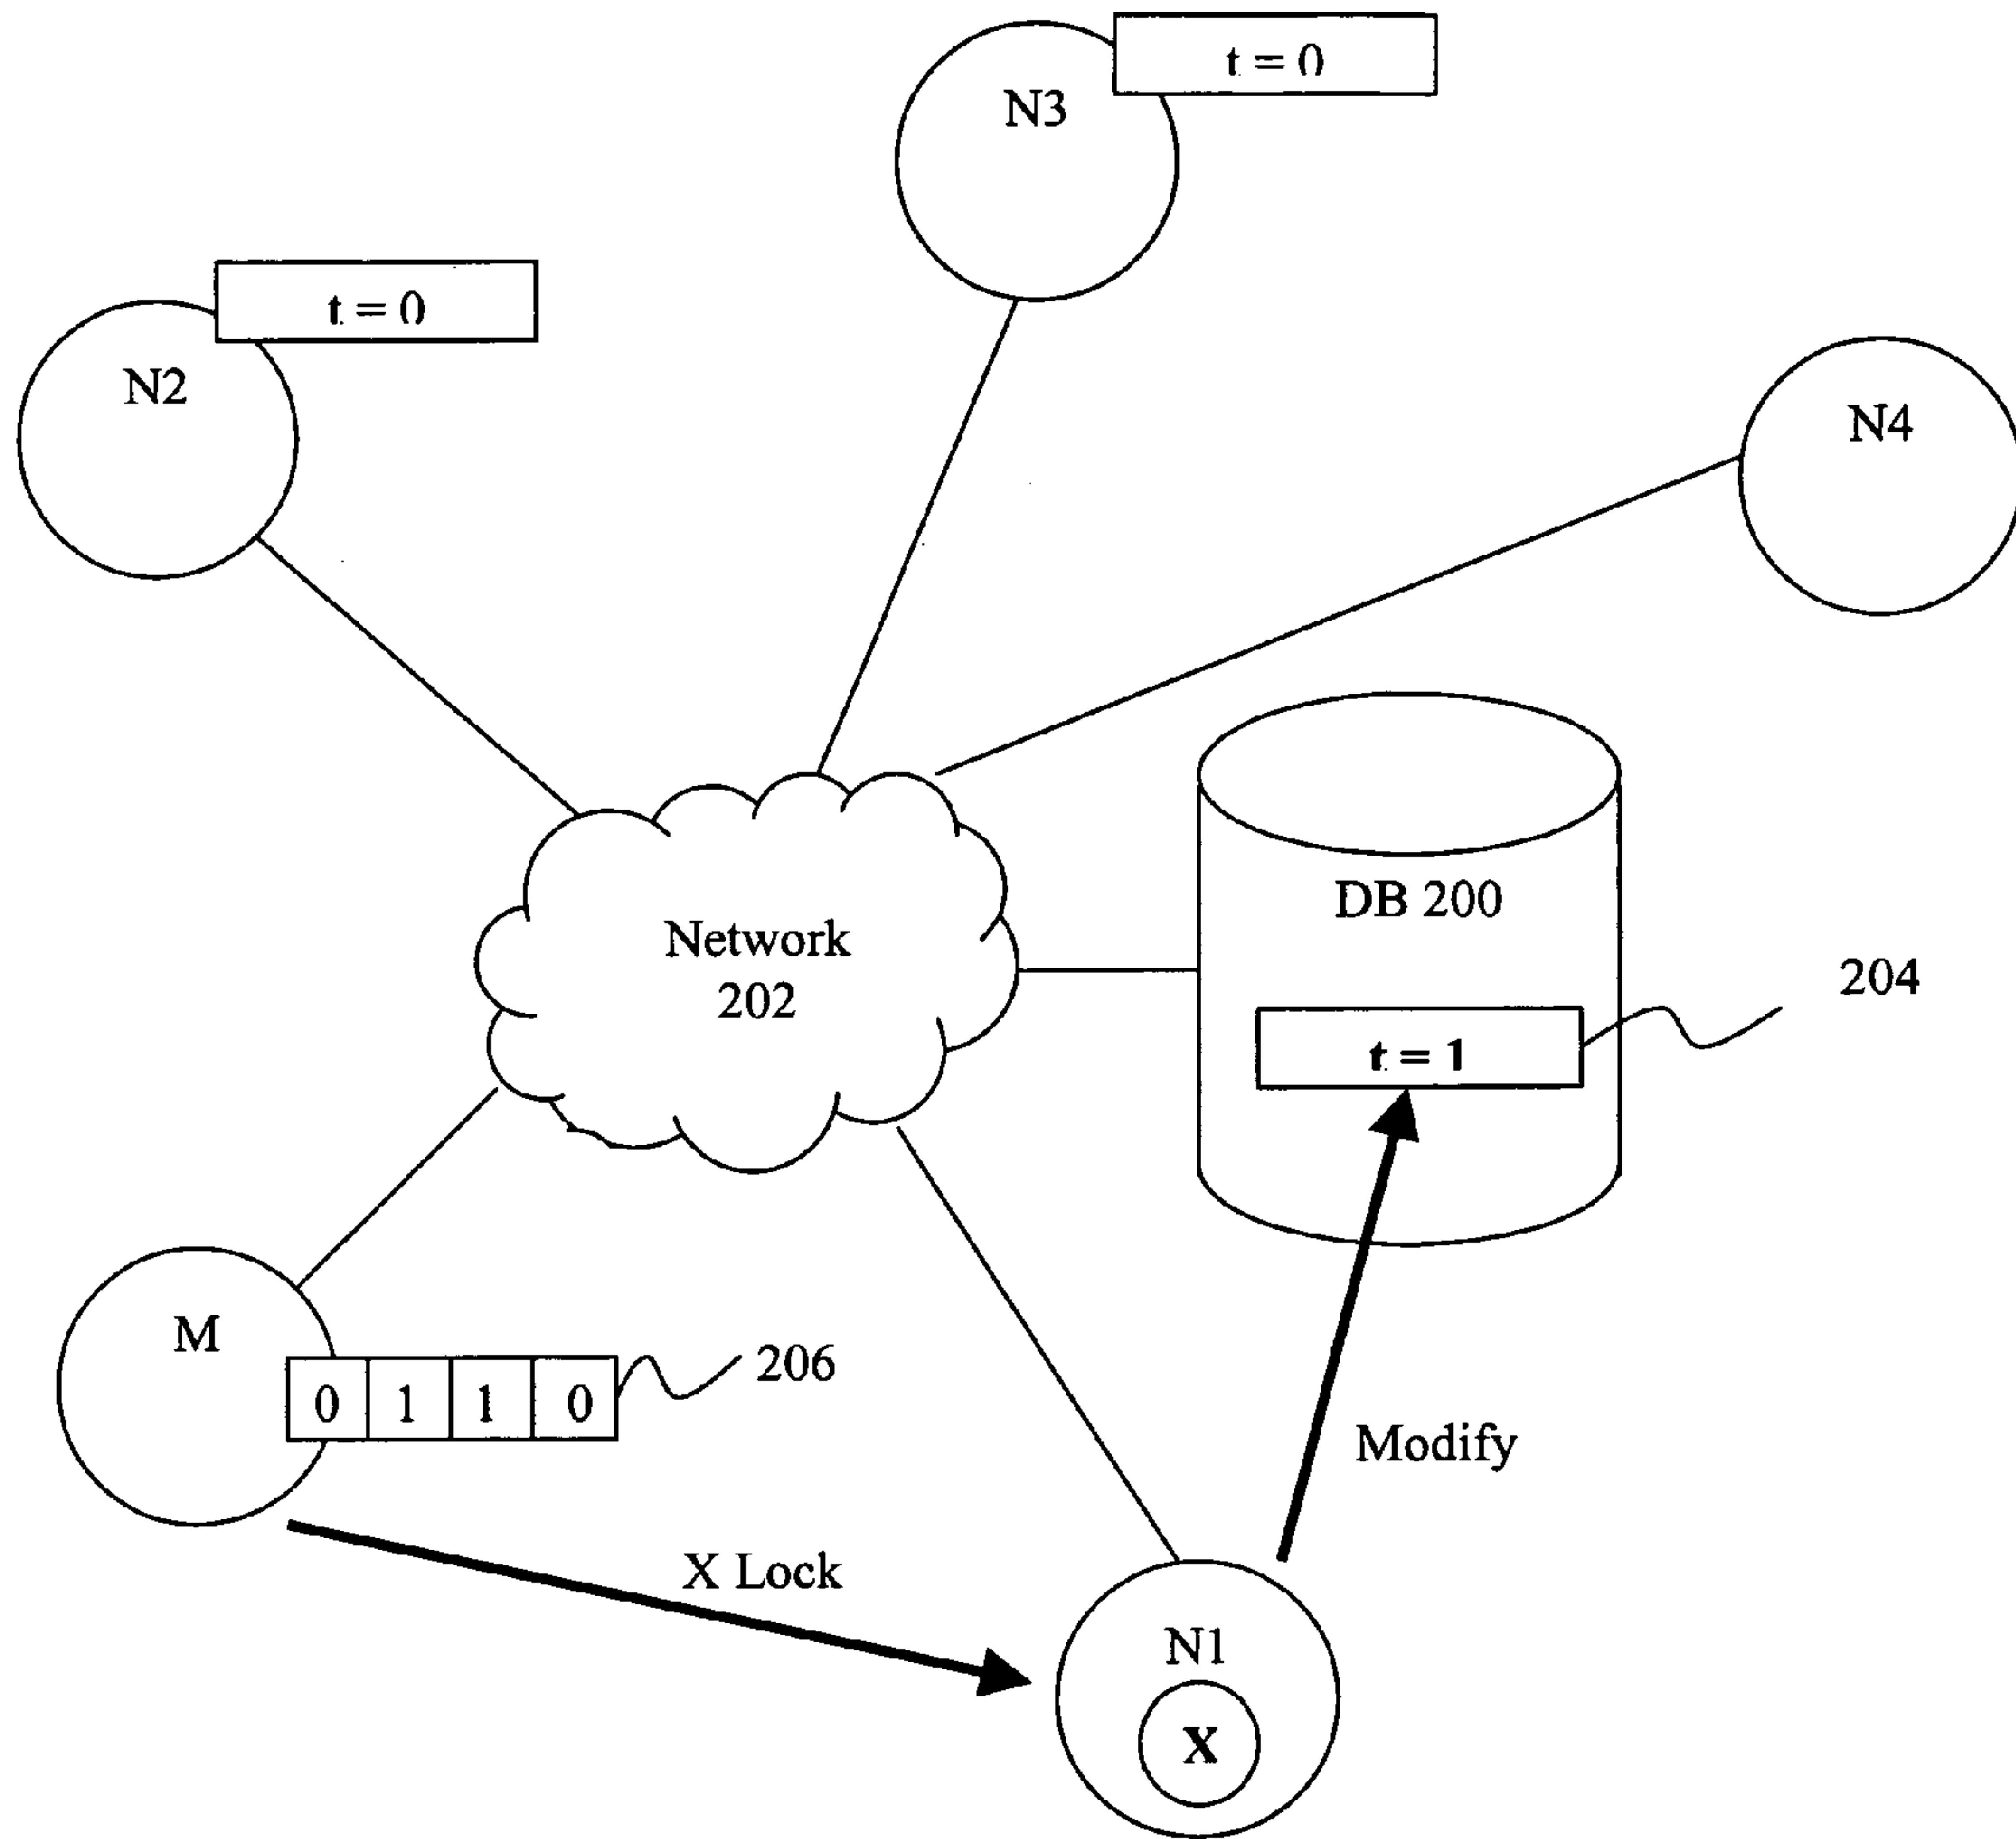 t = 0
N3
t = 0
N2
N4
DB 200
Network
202
204
t = 1
M
206
0 1 1 0
Modify
X Lock
N1
X